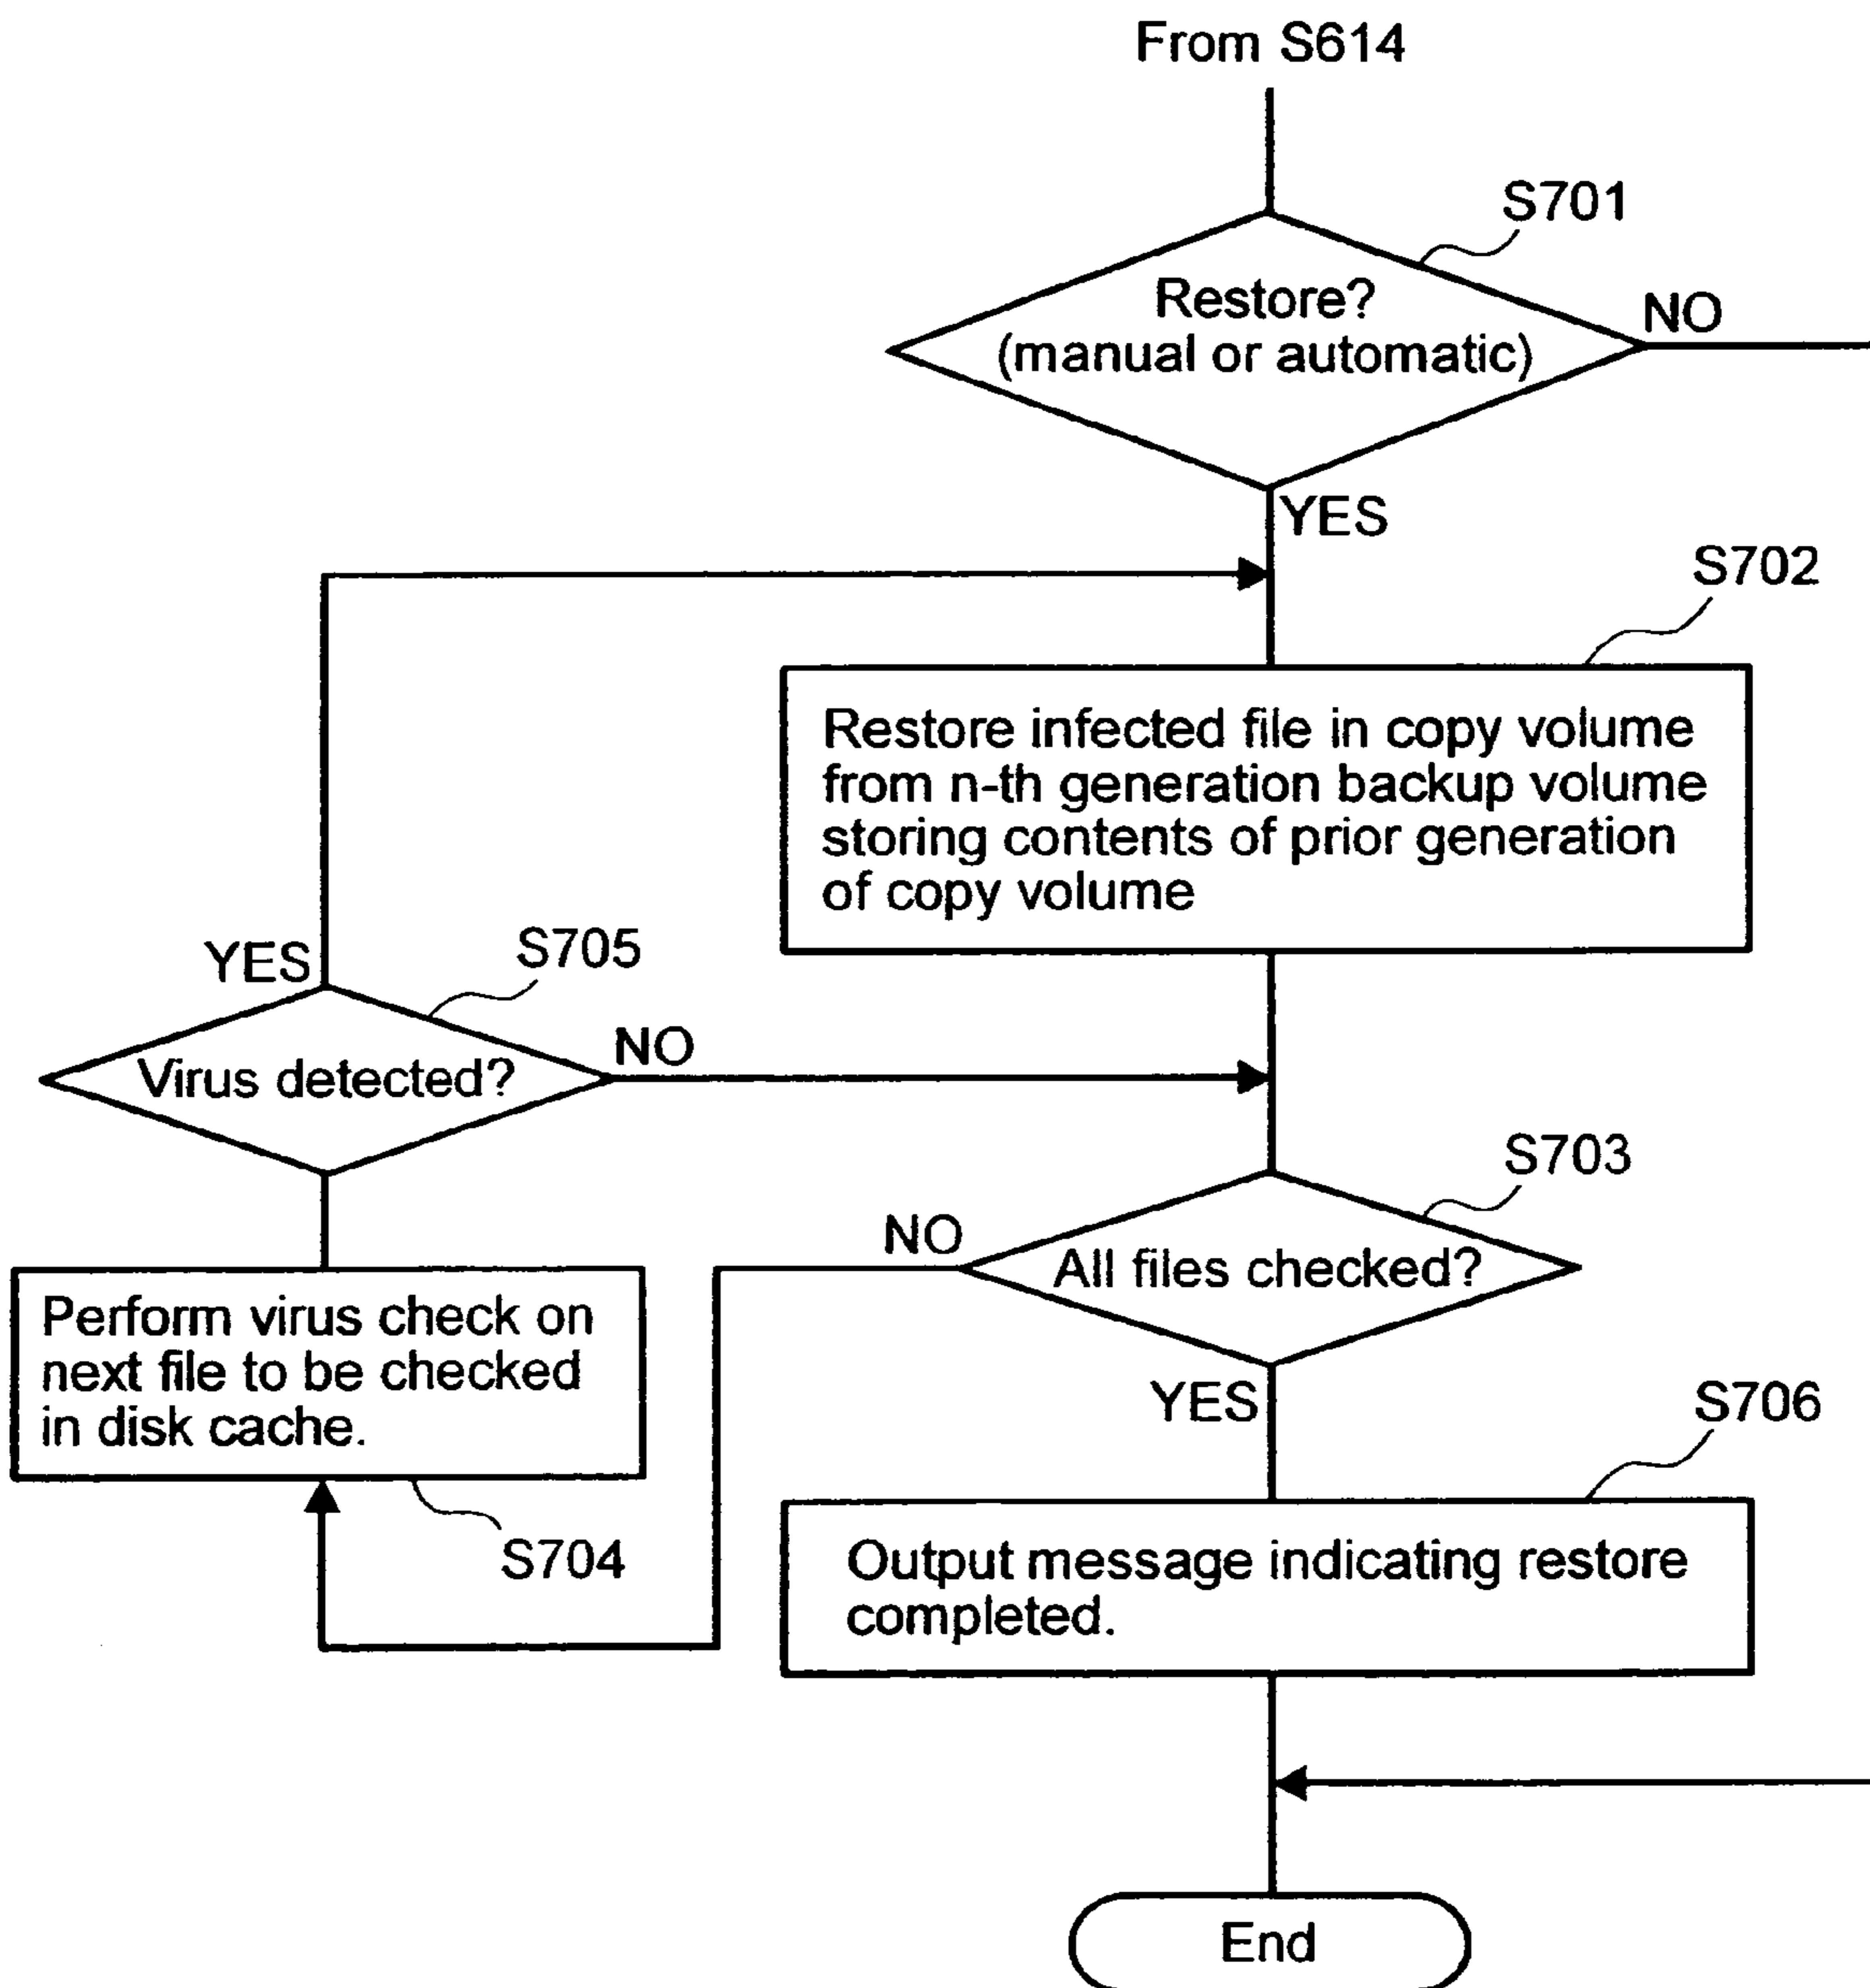 From S614
S701
Restore?
(manual or automatic)
NO
YES
S702
Restore infected file in copy volume
from n-th generation backup volume
storing contents of prior generation
of copy volume
YES
S705
Virus detected?
NO
S703
NO
All files checked?
Perform virus check on
next file to be checked
in disk cache.
S704
YES
S706
Output message indicating restore
completed.
End